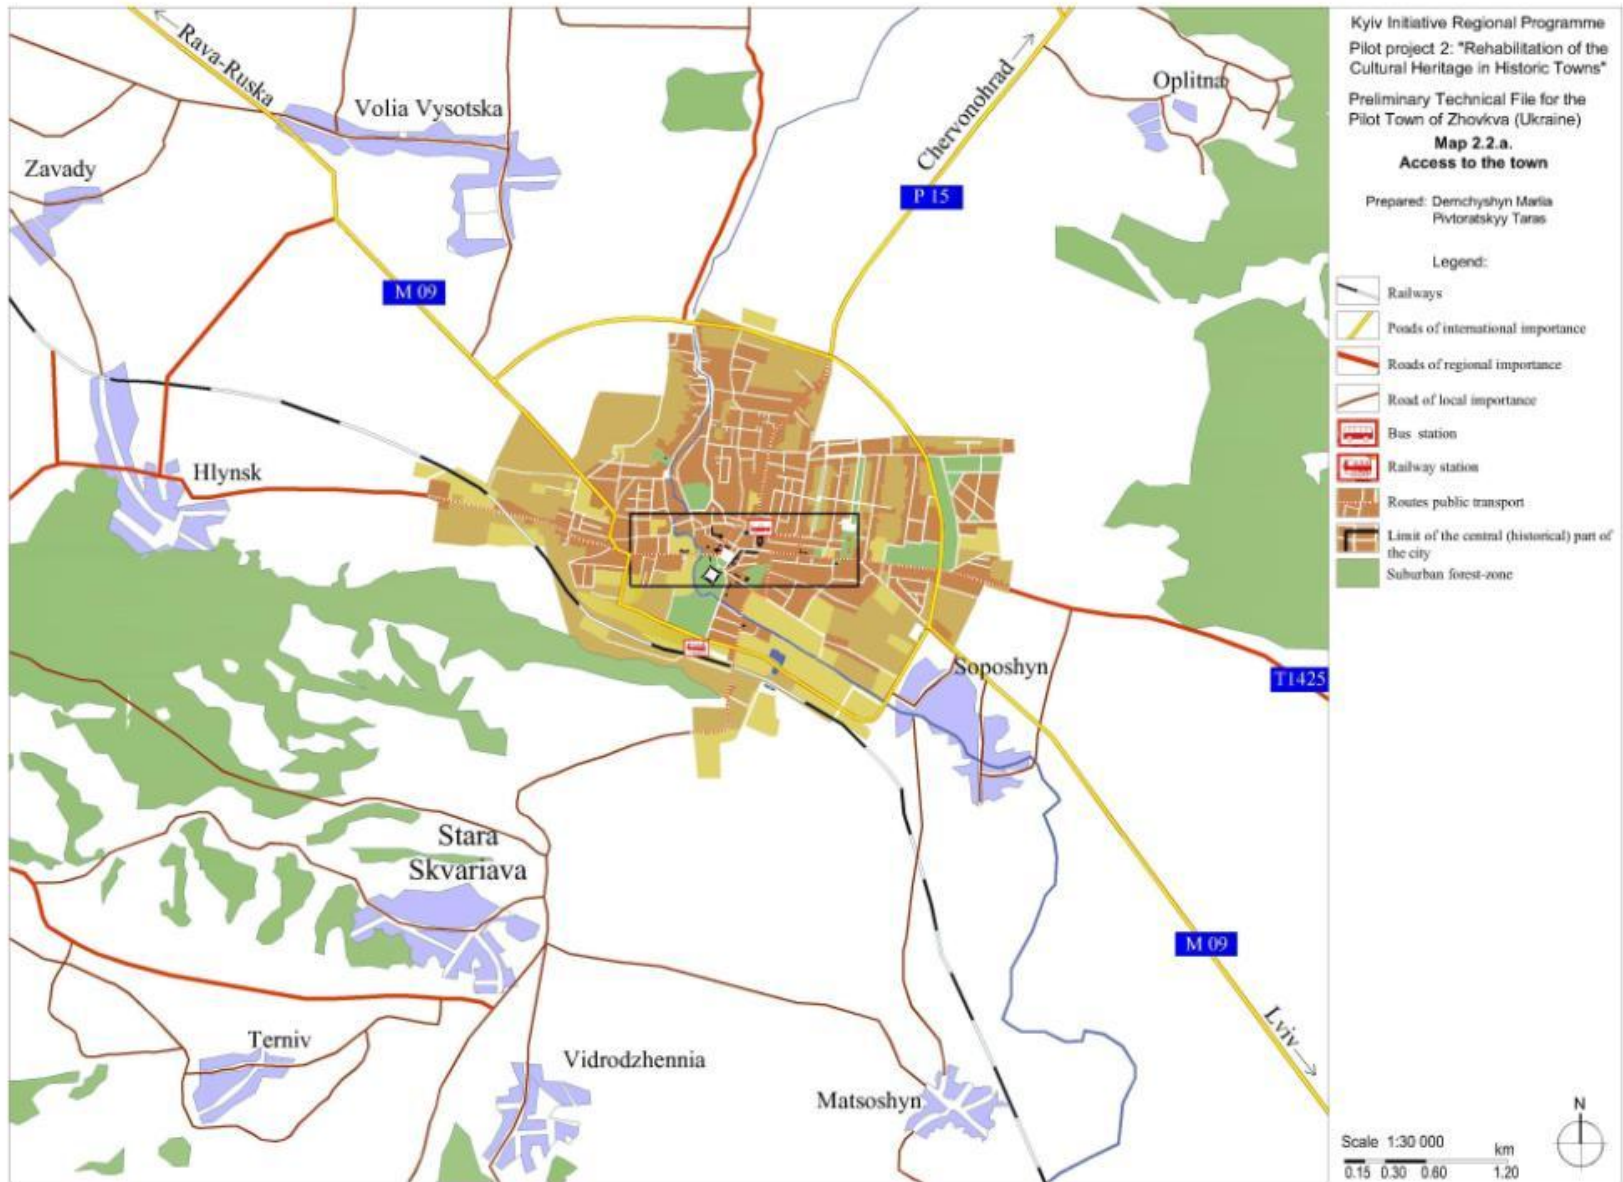 Kyiv Initiative Regional Programme
Pilot project 2: "Rehabilitation of the
Cultural Heritage in Historic Towns"
Preliminary Technical File for the
Pilot Town of Zhovkva (Ukraine)
Map 2.2.a.
Access to the town
Prepared: Demchyshyn Mariia
Pivtoratskyy Taras
Legend:
Railways
Poads of international importance
Roads of regional importance
Road of local importance
Bus station
Railway station
Routes public transport
Limit of the central (historical) part of
the city
Suburban forest-zone
Rava-Ruska
Volia Vysotska
Zavady
Chervonohrad
Oplitna
P 15
M 09
Hlynsk
Soposhyn
T1425
Stara
Skvariava
M 09
Lviv
Terniv
Vidrodzhennia
Matsoshyn
N
Scale 1:30 000
km
0.15 0.30 0.60 1.20